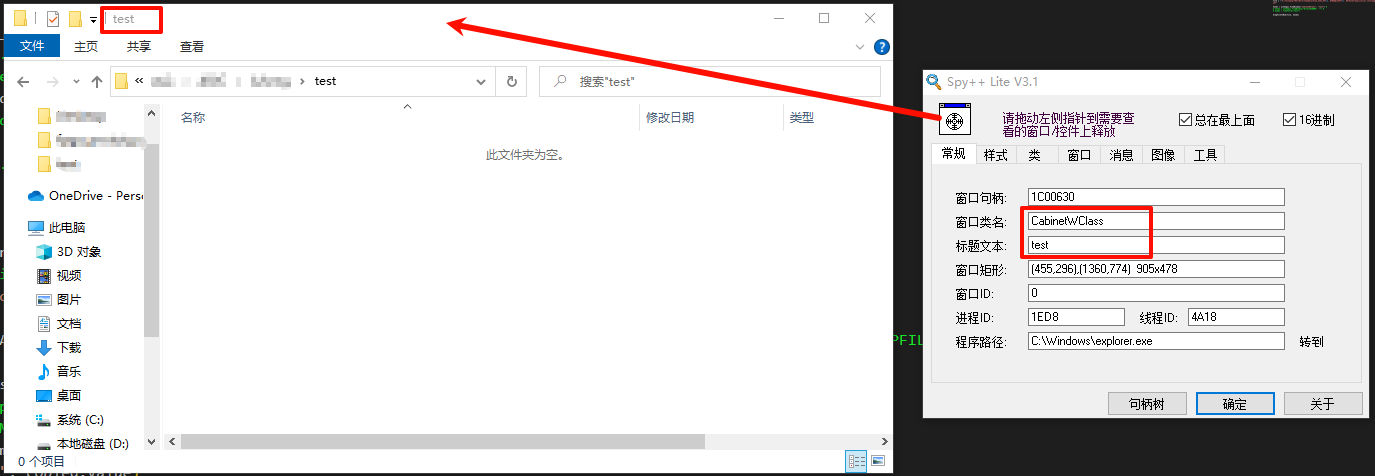 test
文件
主页
共享
查看
«
› test
搜索"test"
名称
修改日期
类型
此文件夹为空。
OneDrive - Pers
此电脑
3D 对象
视频
图片
文档
下载
音乐
桌面
系统 (C:)
本地磁盘 (D:)
0 个项目
Spy++ Lite V3.1
请拖动左侧指针到需要查
看的窗口/控件上释放
总在最上面
16进制
常规 样式 类 窗口 消息 图像 工具
窗口句柄: 1C00630
窗口类名: CabinetWClass
标题文本: test
窗口矩形: (455,296),(1360,774) 905x478
窗口ID: 0
进程ID: 1ED8 线程ID: 4A18
程序路径: C:\Windows\explorer.exe 转到
句柄树 确定 关于